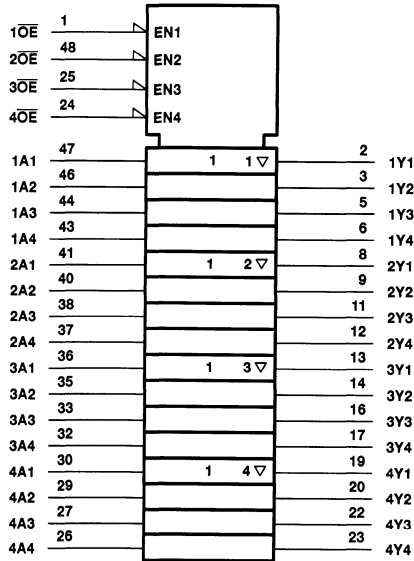 1O̅E̅ 1 EN1
2O̅E̅ 48 EN2
3O̅E̅ 25 EN3
4O̅E̅ 24 EN4
1A1 47 1 1 ▽ 2 1Y1
1A2 46 3 1Y2
1A3 44 5 1Y3
1A4 43 6 1Y4
2A1 41 1 2 ▽ 8 2Y1
2A2 40 9 2Y2
2A3 38 11 2Y3
2A4 37 12 2Y4
3A1 36 1 3 ▽ 13 3Y1
3A2 35 14 3Y2
3A3 33 16 3Y3
3A4 32 17 3Y4
4A1 30 1 4 ▽ 19 4Y1
4A2 29 20 4Y2
4A3 27 22 4Y3
4A4 26 23 4Y4